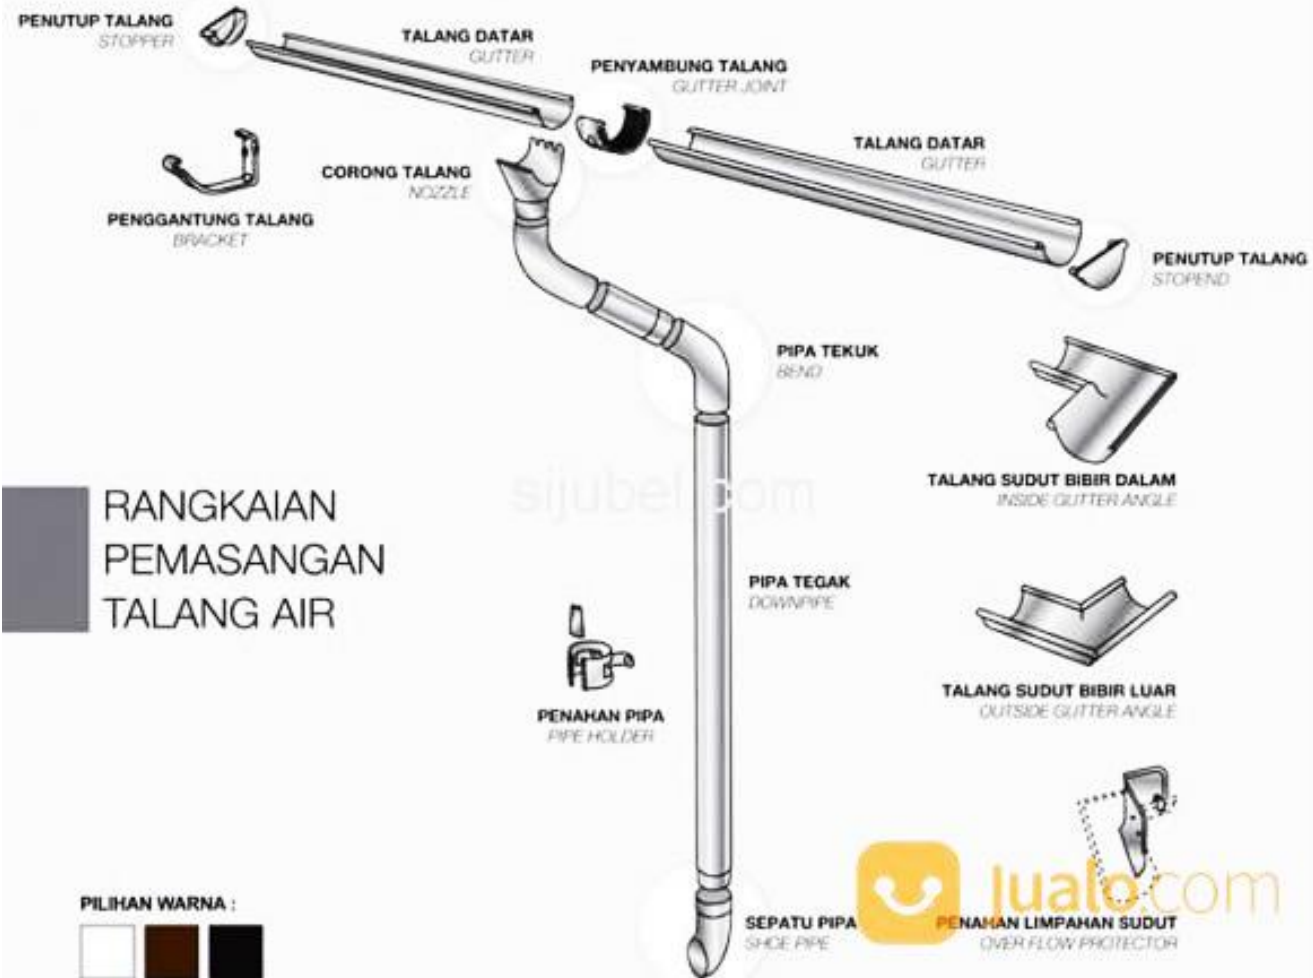 PENUTUP TALANG
STOPPER
TALANG DATAR
GUTTER
PENYAMBUNG TALANG
GUTTER JOINT
TALANG DATAR
GUTTER
CORONG TALANG
NOZZLE
PENGGANTUNG TALANG
BRACKET
PENUTUP TALANG
STOPEND
PIPA TEKUK
BEND
TALANG SUDUT BIBIR DALAM
INSIDE GUTTER ANGLE
sijubel.com
RANGKAIAN
PEMASANGAN
TALANG AIR
PIPA TEGAK
DOWNPIPE
PENAHAN PIPA
PIPE HOLDER
TALANG SUDUT BIBIR LUAR
OUTSIDE GUTTER ANGLE
Jualo.com
PILIHAN WARNA :
SEPATU PIPA
SHOE PIPE
PENAHAN LIMPAHAN SUDUT
OVER FLOW PROTECTOR